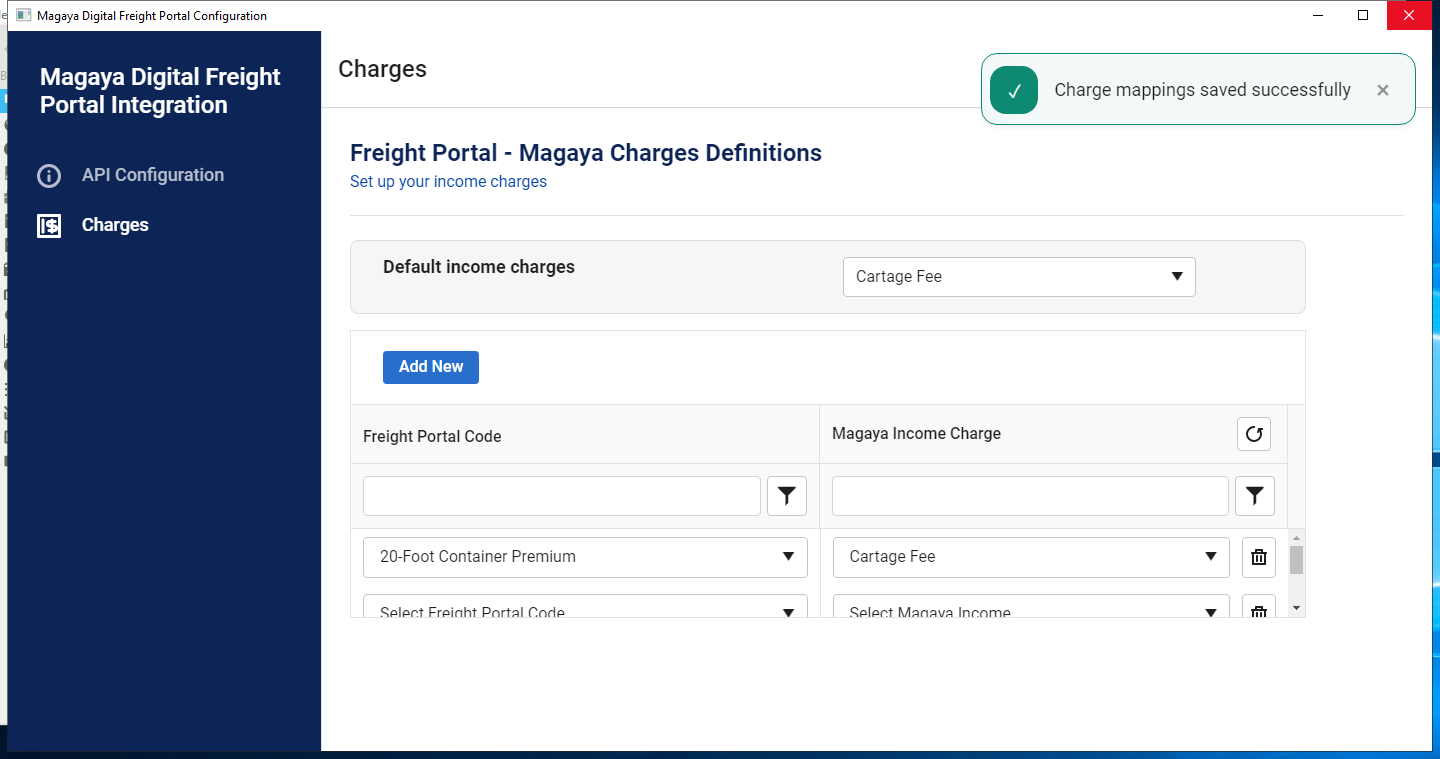 Magaya Digital Freight Portal Configuration
Magaya Digital Freight
Portal Integration
API Configuration
Charges
Charges
Charge mappings saved successfully
Freight Portal - Magaya Charges Definitions
Set up your income charges
Default income charges
Cartage Fee
Add New
Freight Portal Code
Magaya Income Charge
20-Foot Container Premium
Cartage Fee
Select Freight Portal Code
Select Magaya Income